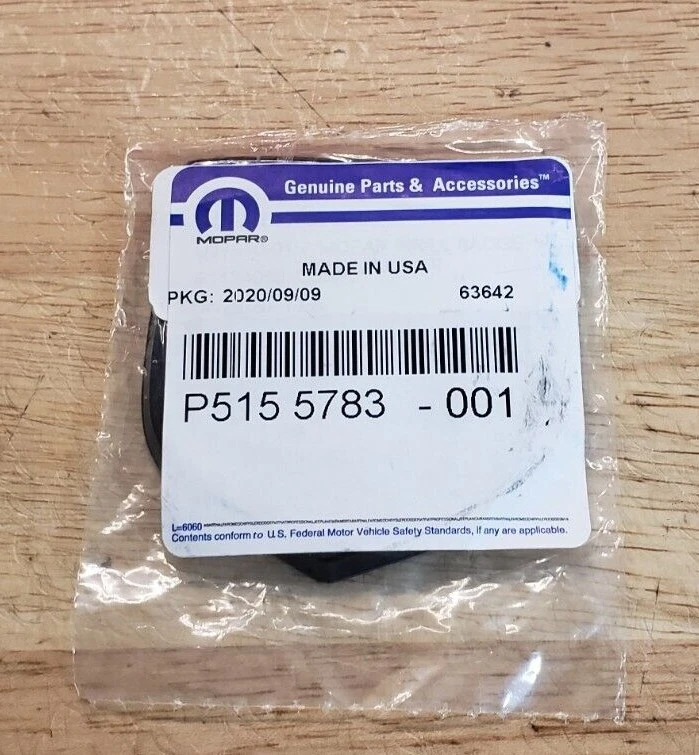 Genuine Parts & Accessories™
MOPAR®
MADE IN USA
PKG: 2020/09/09 63642
P515 5783 - 001
L=6060
Contents conform to U.S. Federal Motor Vehicle Safety Standards, if any are applicable.